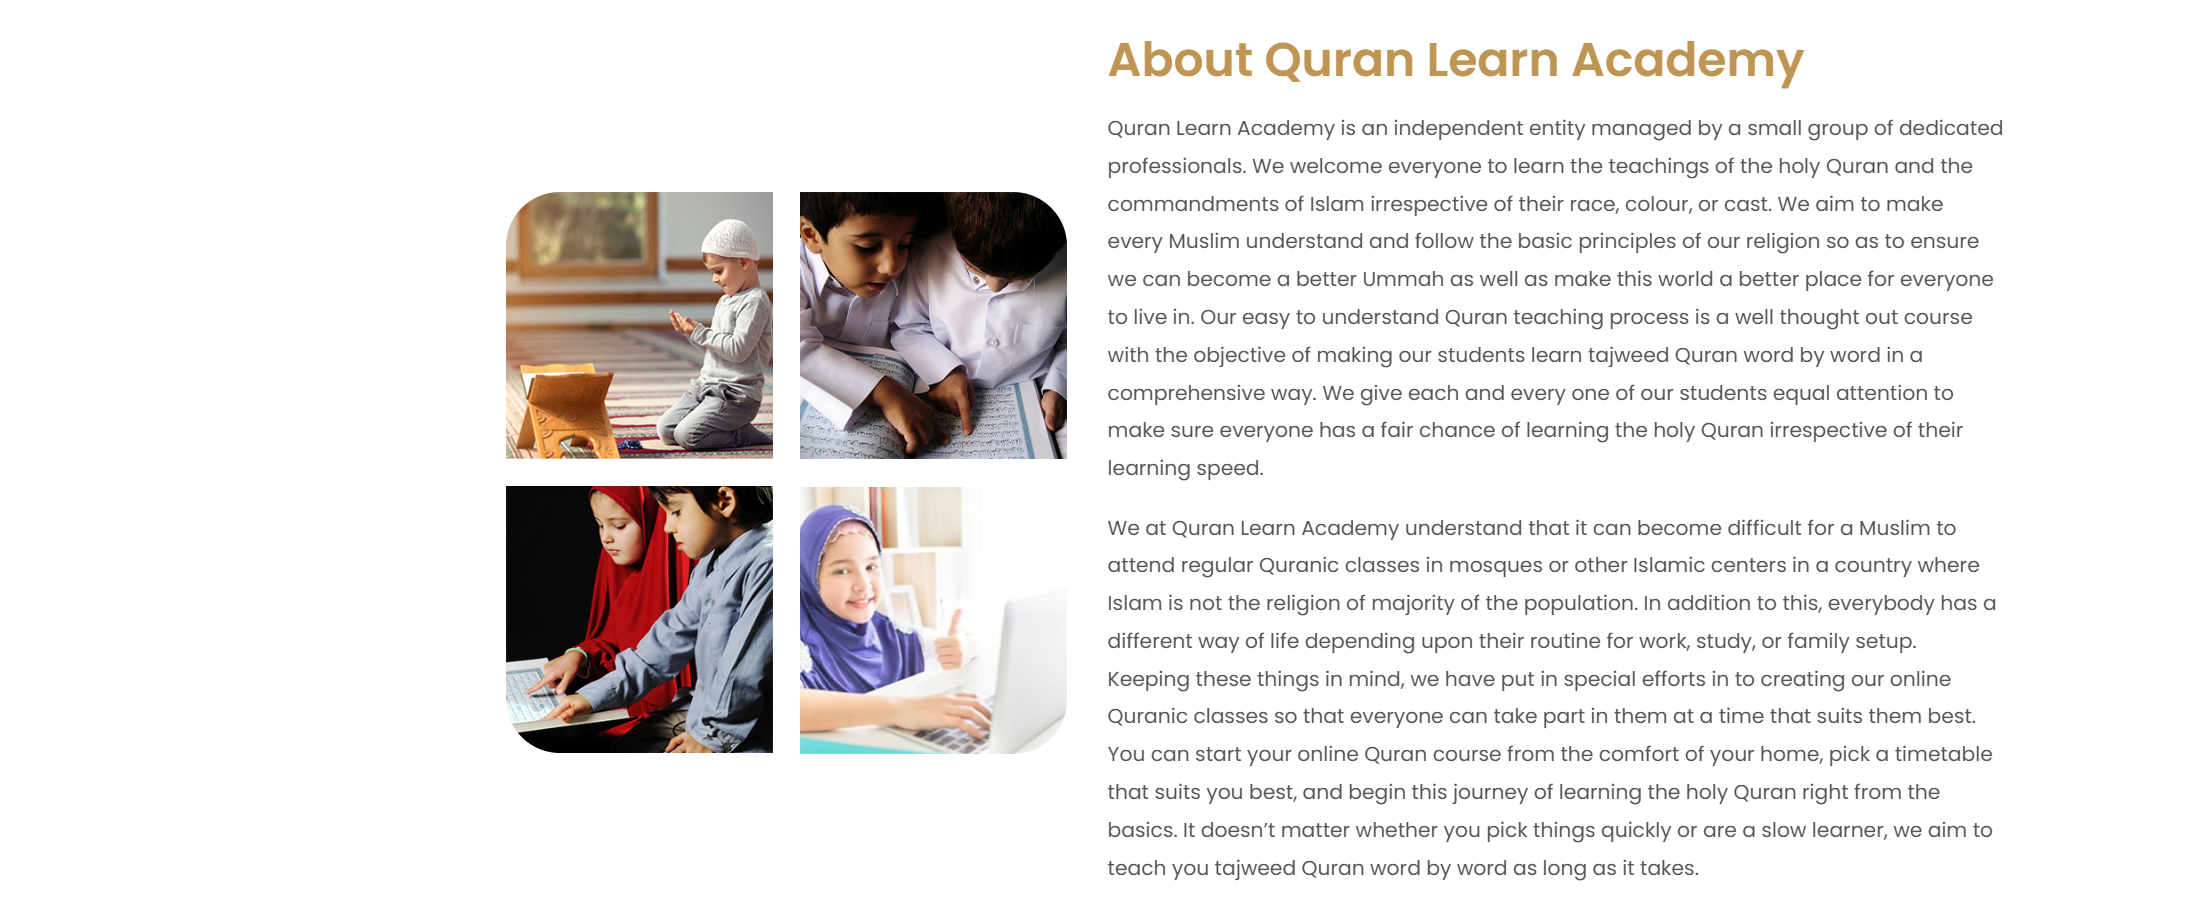 About Quran Learn Academy
Quran Learn Academy is an independent entity managed by a small group of dedicated
professionals. We welcome everyone to learn the teachings of the holy Quran and the
commandments of Islam irrespective of their race, colour, or cast. We aim to make
every Muslim understand and follow the basic principles of our religion so as to ensure
we can become a better Ummah as well as make this world a better place for everyone
to live in. Our easy to understand Quran teaching process is a well thought out course
with the objective of making our students learn tajweed Quran word by word in a
comprehensive way. We give each and every one of our students equal attention to
make sure everyone has a fair chance of learning the holy Quran irrespective of their
learning speed.
We at Quran Learn Academy understand that it can become difficult for a Muslim to
attend regular Quranic classes in mosques or other Islamic centers in a country where
Islam is not the religion of majority of the population. In addition to this, everybody has a
different way of life depending upon their routine for work, study, or family setup.
Keeping these things in mind, we have put in special efforts in to creating our online
Quranic classes so that everyone can take part in them at a time that suits them best.
You can start your online Quran course from the comfort of your home, pick a timetable
that suits you best, and begin this journey of learning the holy Quran right from the
basics. It doesn’t matter whether you pick things quickly or are a slow learner, we aim to
teach you tajweed Quran word by word as long as it takes.